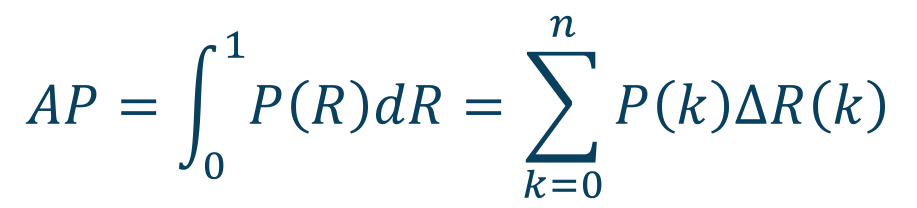 AP = ∫₀¹ P(R)dR = ∑ₖ₌₀ⁿ P(k)ΔR(k)